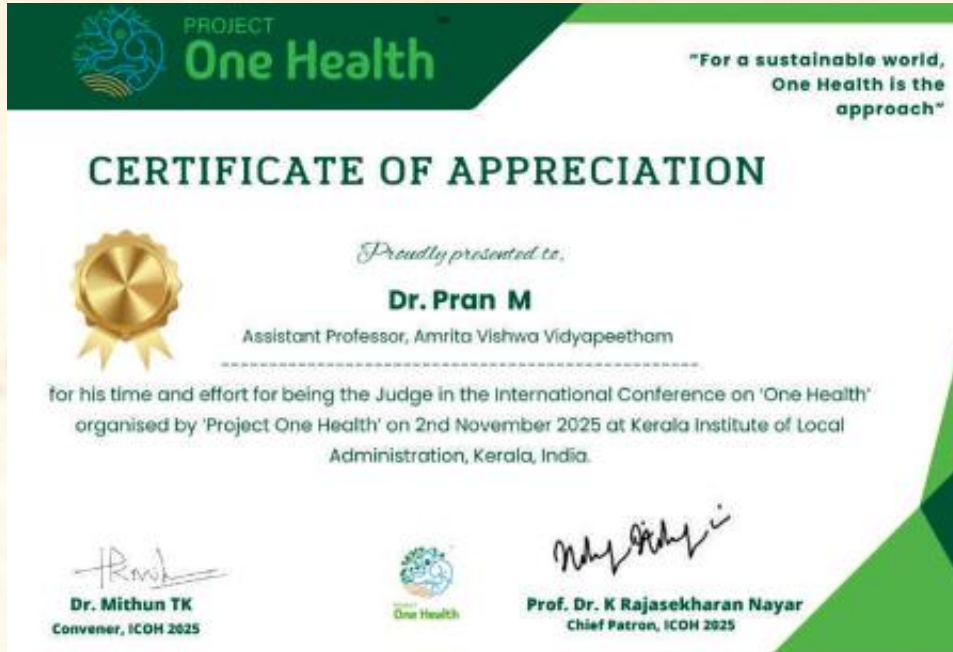 PROJECT
One Health
"For a sustainable world,
One Health is the
approach"
CERTIFICATE OF APPRECIATION
Proudly presented to,
Dr. Pran M
Assistant Professor, Amrita Vishwa Vidyapeetham
for his time and effort for being the Judge in the International Conference on 'One Health'
organised by 'Project One Health' on 2nd November 2025 at Kerala Institute of Local
Administration, Kerala, India.
Dr. Mithun TK
Convener, ICOH 2025
PROJECT
One Health
Prof. Dr. K Rajasekharan Nayar
Chief Patron, ICOH 2025